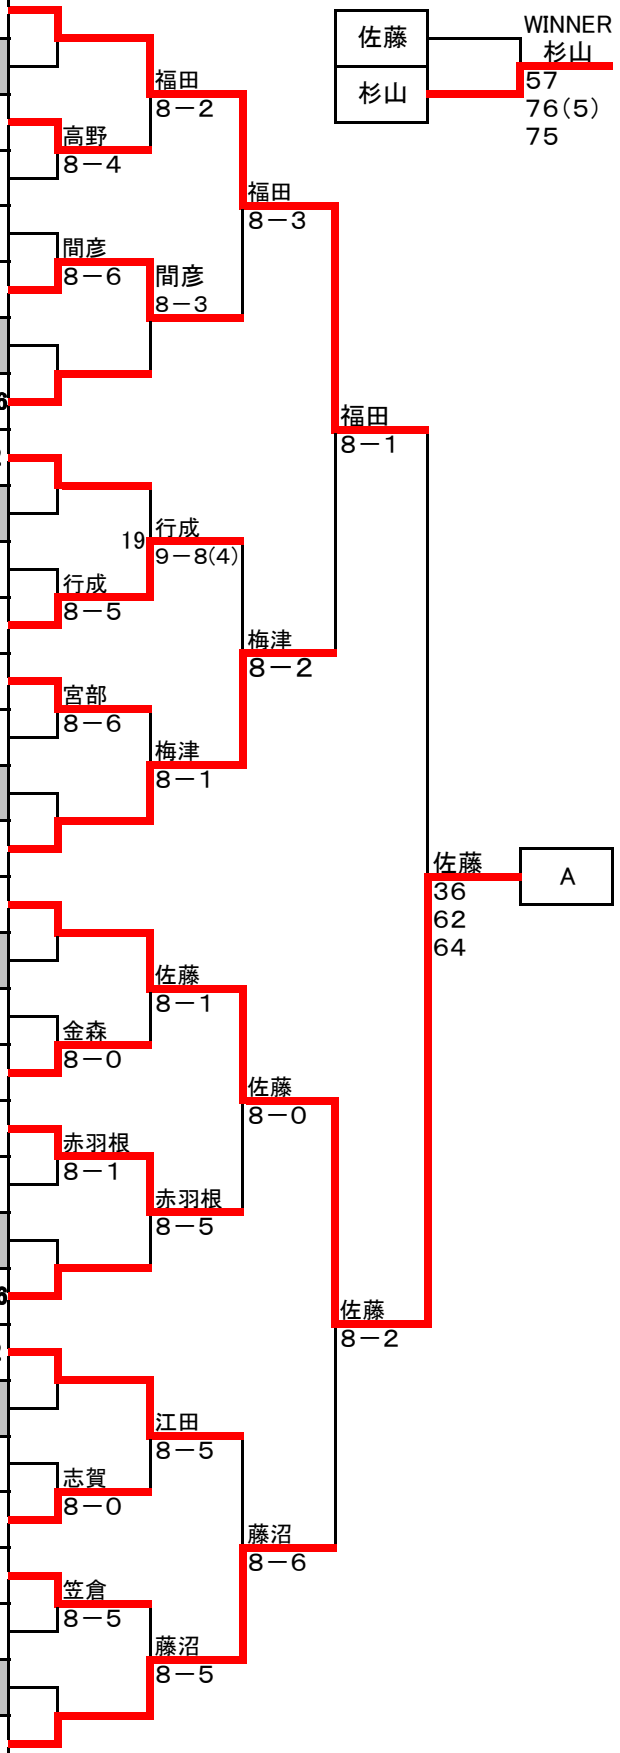 佐藤
杉山
WINNER
杉山
57
76(5)
75
福田
8-2
高野
8-4
福田
8-3
間彦
8-6
間彦
8-3
福田
8-1
19
行成
9-8(4)
行成
8-5
梅津
8-2
宮部
8-6
梅津
8-1
佐藤
36
62
64
A
佐藤
8-1
金森
8-0
佐藤
8-0
赤羽根
8-1
赤羽根
8-5
佐藤
8-2
江田
8-5
志賀
8-0
藤沼
8-6
笠倉
8-5
藤沼
8-5